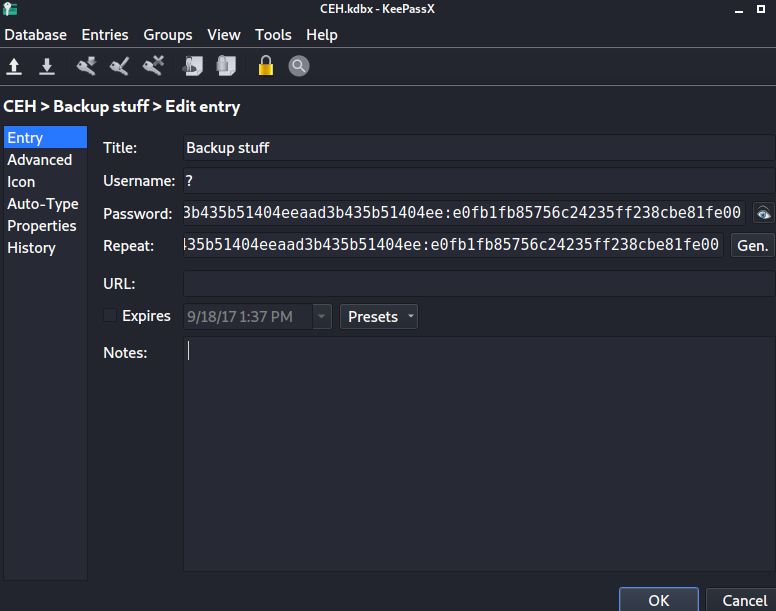 CEH.kdbx - KeePassX
Database Entries Groups View Tools Help
CEH > Backup stuff > Edit entry
Entry
Advanced
Icon
Auto-Type
Properties
History
Title: Backup stuff
Username: ?
Password: 3b435b51404eeaad3b435b51404ee:e0fb1fb85756c24235ff238cbe81fe00
Repeat: 435b51404eeaad3b435b51404ee:e0fb1fb85756c24235ff238cbe81fe00 Gen.
URL:
Expires 9/18/17 1:37 PM Presets
Notes:
OK Cancel